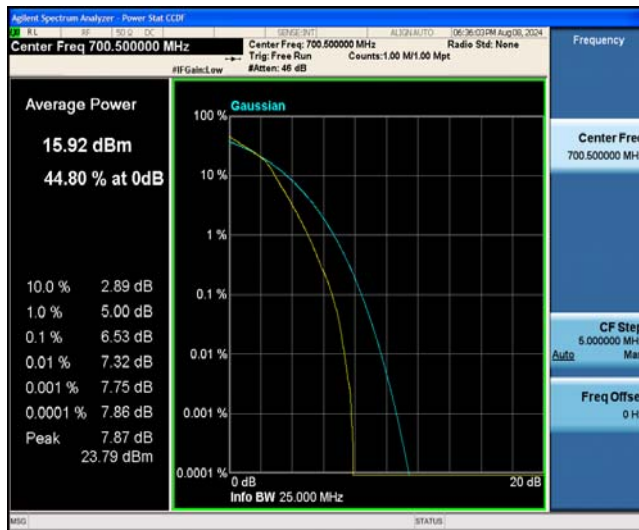 Agilent Spectrum Analyzer - Power Stat CCDF
RL RF 50 Ω DC SENSE:INT ALIGN AUTO 06:36:03 PM Aug 08, 2024
Center Freq 700.500000 MHz
Center Freq: 700.500000 MHz Radio Std: None
Trig: Free Run Counts:1.00 M/1.00 Mpt
#IFGain:Low #Atten: 46 dB
Frequency
Average Power
15.92 dBm
44.80 % at 0dB
10.0 % 2.89 dB
1.0 % 5.00 dB
0.1 % 6.53 dB
0.01 % 7.32 dB
0.001 % 7.75 dB
0.0001 % 7.86 dB
Peak 7.87 dB
23.79 dBm
Gaussian
100 %
10 %
1 %
0.1 %
0.01 %
0.001 %
0.0001 %
0 dB 20 dB
Info BW 25.000 MHz
Center Freq
700.500000 MH
CF Step
5.000000 MH
Auto Ma
Freq Offse
0 H
MSG STATUS